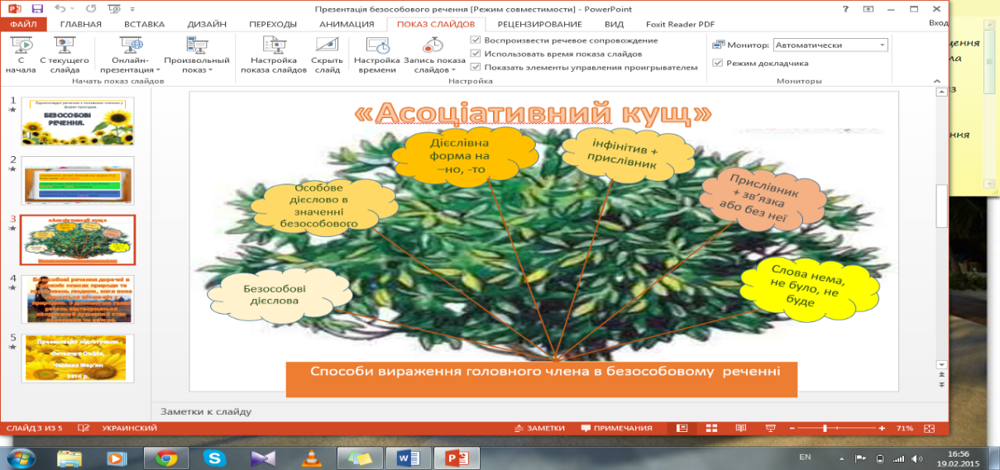 Презентація безособового речення [Режим совместимости] - PowerPoint
ФАЙЛ ГЛАВНАЯ ВСТАВКА ДИЗАЙН ПЕРЕХОДЫ АНИМАЦИЯ ПОКАЗ СЛАЙДОВ РЕЦЕНЗИРОВАНИЕ ВИД Foxit Reader PDF Вход
С начала
С текущего слайда
Онлайн-презентация
Произвольный показ
Начать показ слайдов
Настройка показа слайдов
Скрыть слайд
Настройка времени
Запись показа слайдов
Воспроизвести речевое сопровождение
Использовать время показа слайдов
Показать элементы управления проигрывателем
Настройка
Монитор: Автоматически
Режим докладчика
Мониторы
1
БЕЗОСОБОВІ
РЕЧЕННЯ.
2
3
«Асоціативний кущ»
4
5
Презентацію підготували
2014 р.
«Асоціативний кущ»
Дієслівна
форма на
–но, -то
інфінітив +
прислівник
Особове
дієслово в
значенні
безособового
Прислівник
+ зв’язка
або без неї
Безособові
дієслова
Слова нема,
не було, не
буде
Способи вираження головного члена в безособовому реченні
Заметки к слайду
СЛАЙД 3 ИЗ 5 УКРАИНСКИЙ ЗАМЕТКИ ПРИМЕЧАНИЯ 71%
EN
16:56
19.02.2015